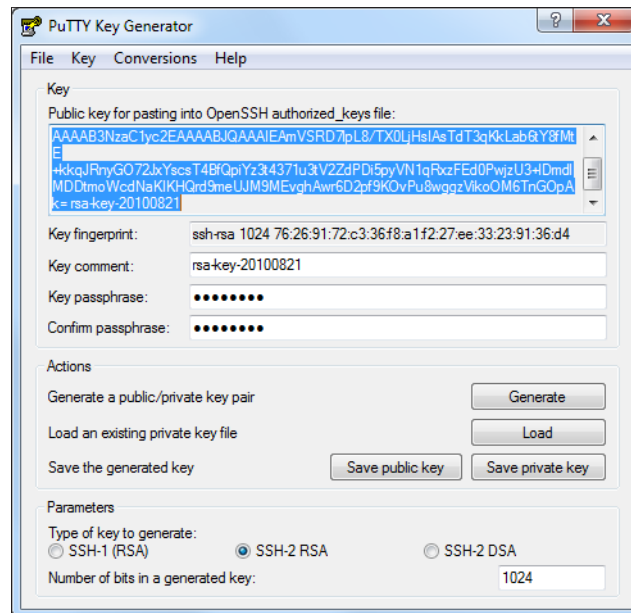 PuTTY Key Generator
File Key Conversions Help
Key
Public key for pasting into OpenSSH authorized_keys file:
AAAAB3NzaC1yc2EAAAABJQAAAIEAmVSRD7lpL8/TX0LjHsIAsTdT3qKkLab6tY8fMt
E
+kkqJRnyGO72JxYscsT4BfQpiYz3t4371u3tV2ZdPDi5pyVN1qRxzFEd0PwjzU3+IDmdl
MDDtmoWcdNaKIKHQrd9meUJM9MEvghAwr6D2pf9KOvPu8wggzVikoOM6TnGOpA
k= rsa-key-20100821
Key fingerprint: ssh-rsa 1024 76:26:91:72:c3:36:f8:a1:f2:27:ee:33:23:91:36:d4
Key comment: rsa-key-20100821
Key passphrase: ••••••••
Confirm passphrase: ••••••••
Actions
Generate a public/private key pair Generate
Load an existing private key file Load
Save the generated key Save public key Save private key
Parameters
Type of key to generate:
SSH-1 (RSA) SSH-2 RSA SSH-2 DSA
Number of bits in a generated key: 1024